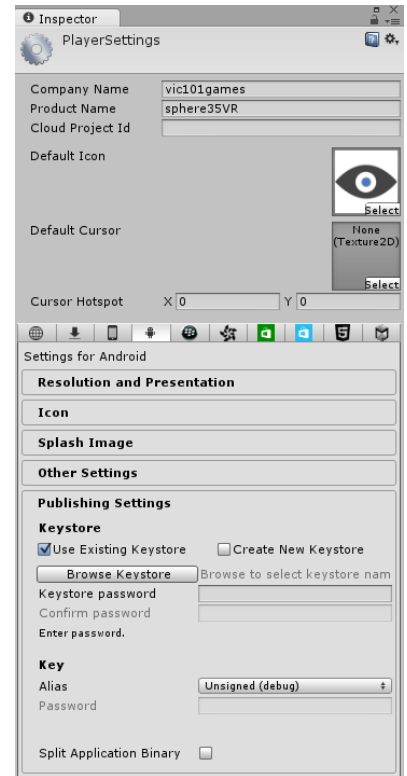 Inspector
PlayerSettings
Company Name vic101games
Product Name sphere35VR
Cloud Project Id
Default Icon
Select
Default Cursor None
(Texture2D)
Select
Cursor Hotspot X 0 Y 0
Settings for Android
Resolution and Presentation
Icon
Splash Image
Other Settings
Publishing Settings
Keystore
Use Existing Keystore Create New Keystore
Browse Keystore Browse to select keystore nam
Keystore password
Confirm password
Enter password.
Key
Alias Unsigned (debug)
Password
Split Application Binary